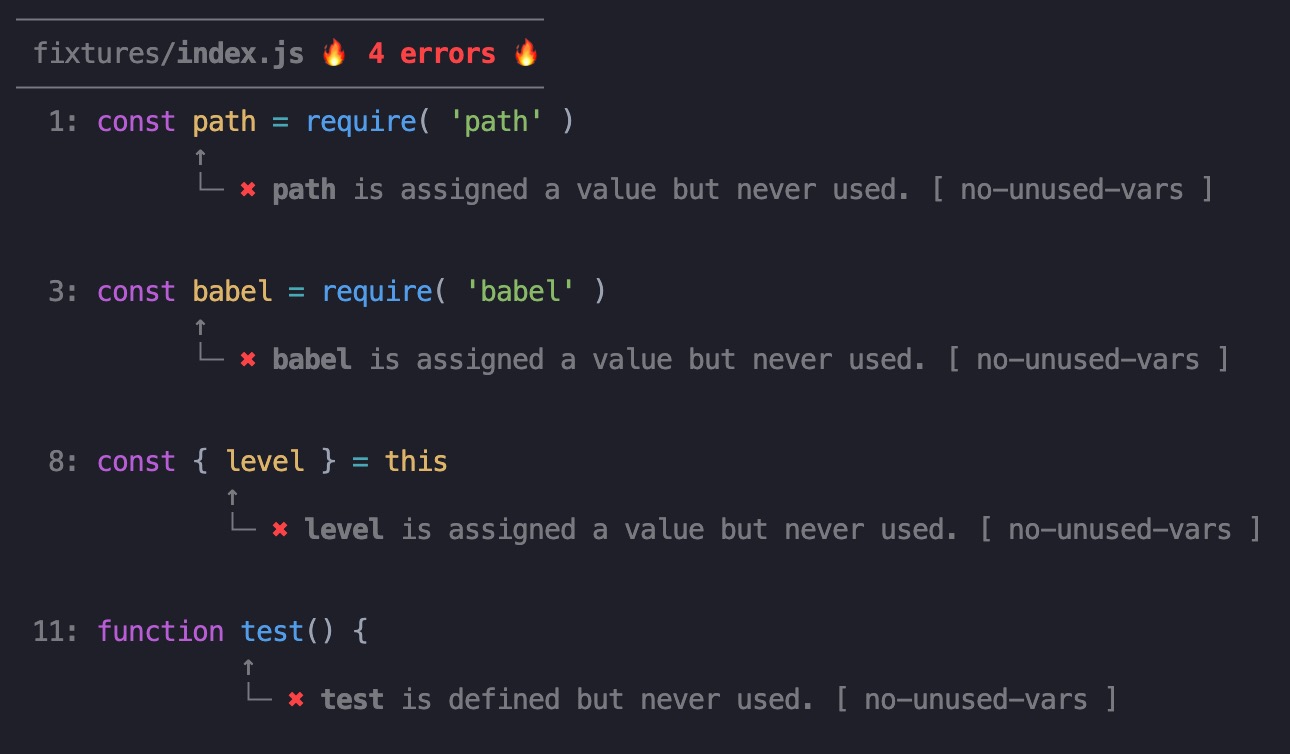 fixtures/index.js 🔥 4 errors 🔥
1: const path = require( 'path' )
↑
└─ ✖ path is assigned a value but never used. [ no-unused-vars ]
3: const babel = require( 'babel' )
↑
└─ ✖ babel is assigned a value but never used. [ no-unused-vars ]
8: const { level } = this
↑
└─ ✖ level is assigned a value but never used. [ no-unused-vars ]
11: function test() {
↑
└─ ✖ test is defined but never used. [ no-unused-vars ]